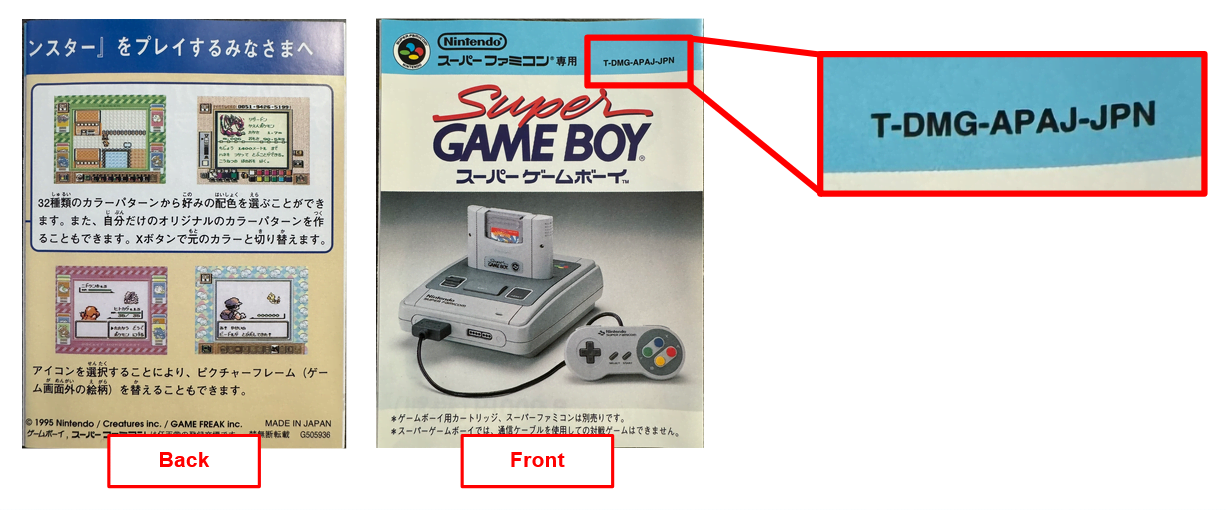 ンスター』をプレイするみなさまへ
32種類のカラーパターンから好みの配色を選ぶことができ
ます。また、自分だけのオリジナルのカラーパターンを作
ることもできます。Xボタンで元のカラーと切り替えます。
アイコンを選択することにより、ピクチャーフレーム（ゲー
ム画面外の絵柄）を替えることもできます。
© 1995 Nintendo / Creatures inc. / GAME FREAK inc. MADE IN JAPAN
ゲームボーイ, スーパーファミコン G505936
Back
Nintendo
スーパーファミコン®専用
T-DMG-APAJ-JPN
Super
GAME BOY®
スーパーゲームボーイ™
Nintendo
SUPER FAMICOM
＊ゲームボーイ用カートリッジ、スーパーファミコンは別売りです。
＊スーパーゲームボーイでは、通信ケーブルを使用しての対戦ゲームはできません。
Front
T-DMG-APAJ-JPN